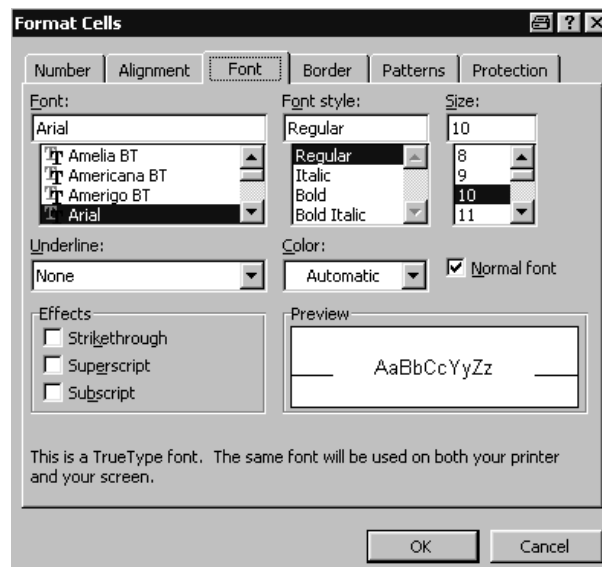 Format Cells
Number Alignment Font Border Patterns Protection
Font: Font style: Size:
Arial Regular 10
Amelia BT Regular 8
Americana BT Italic 9
Amerigo BT Bold 10
Arial Bold Italic 11
Underline: Color:
None Automatic Normal font
Effects Preview
Strikethrough
Superscript AaBbCcYyZz
Subscript
This is a TrueType font. The same font will be used on both your printer
and your screen.
OK Cancel